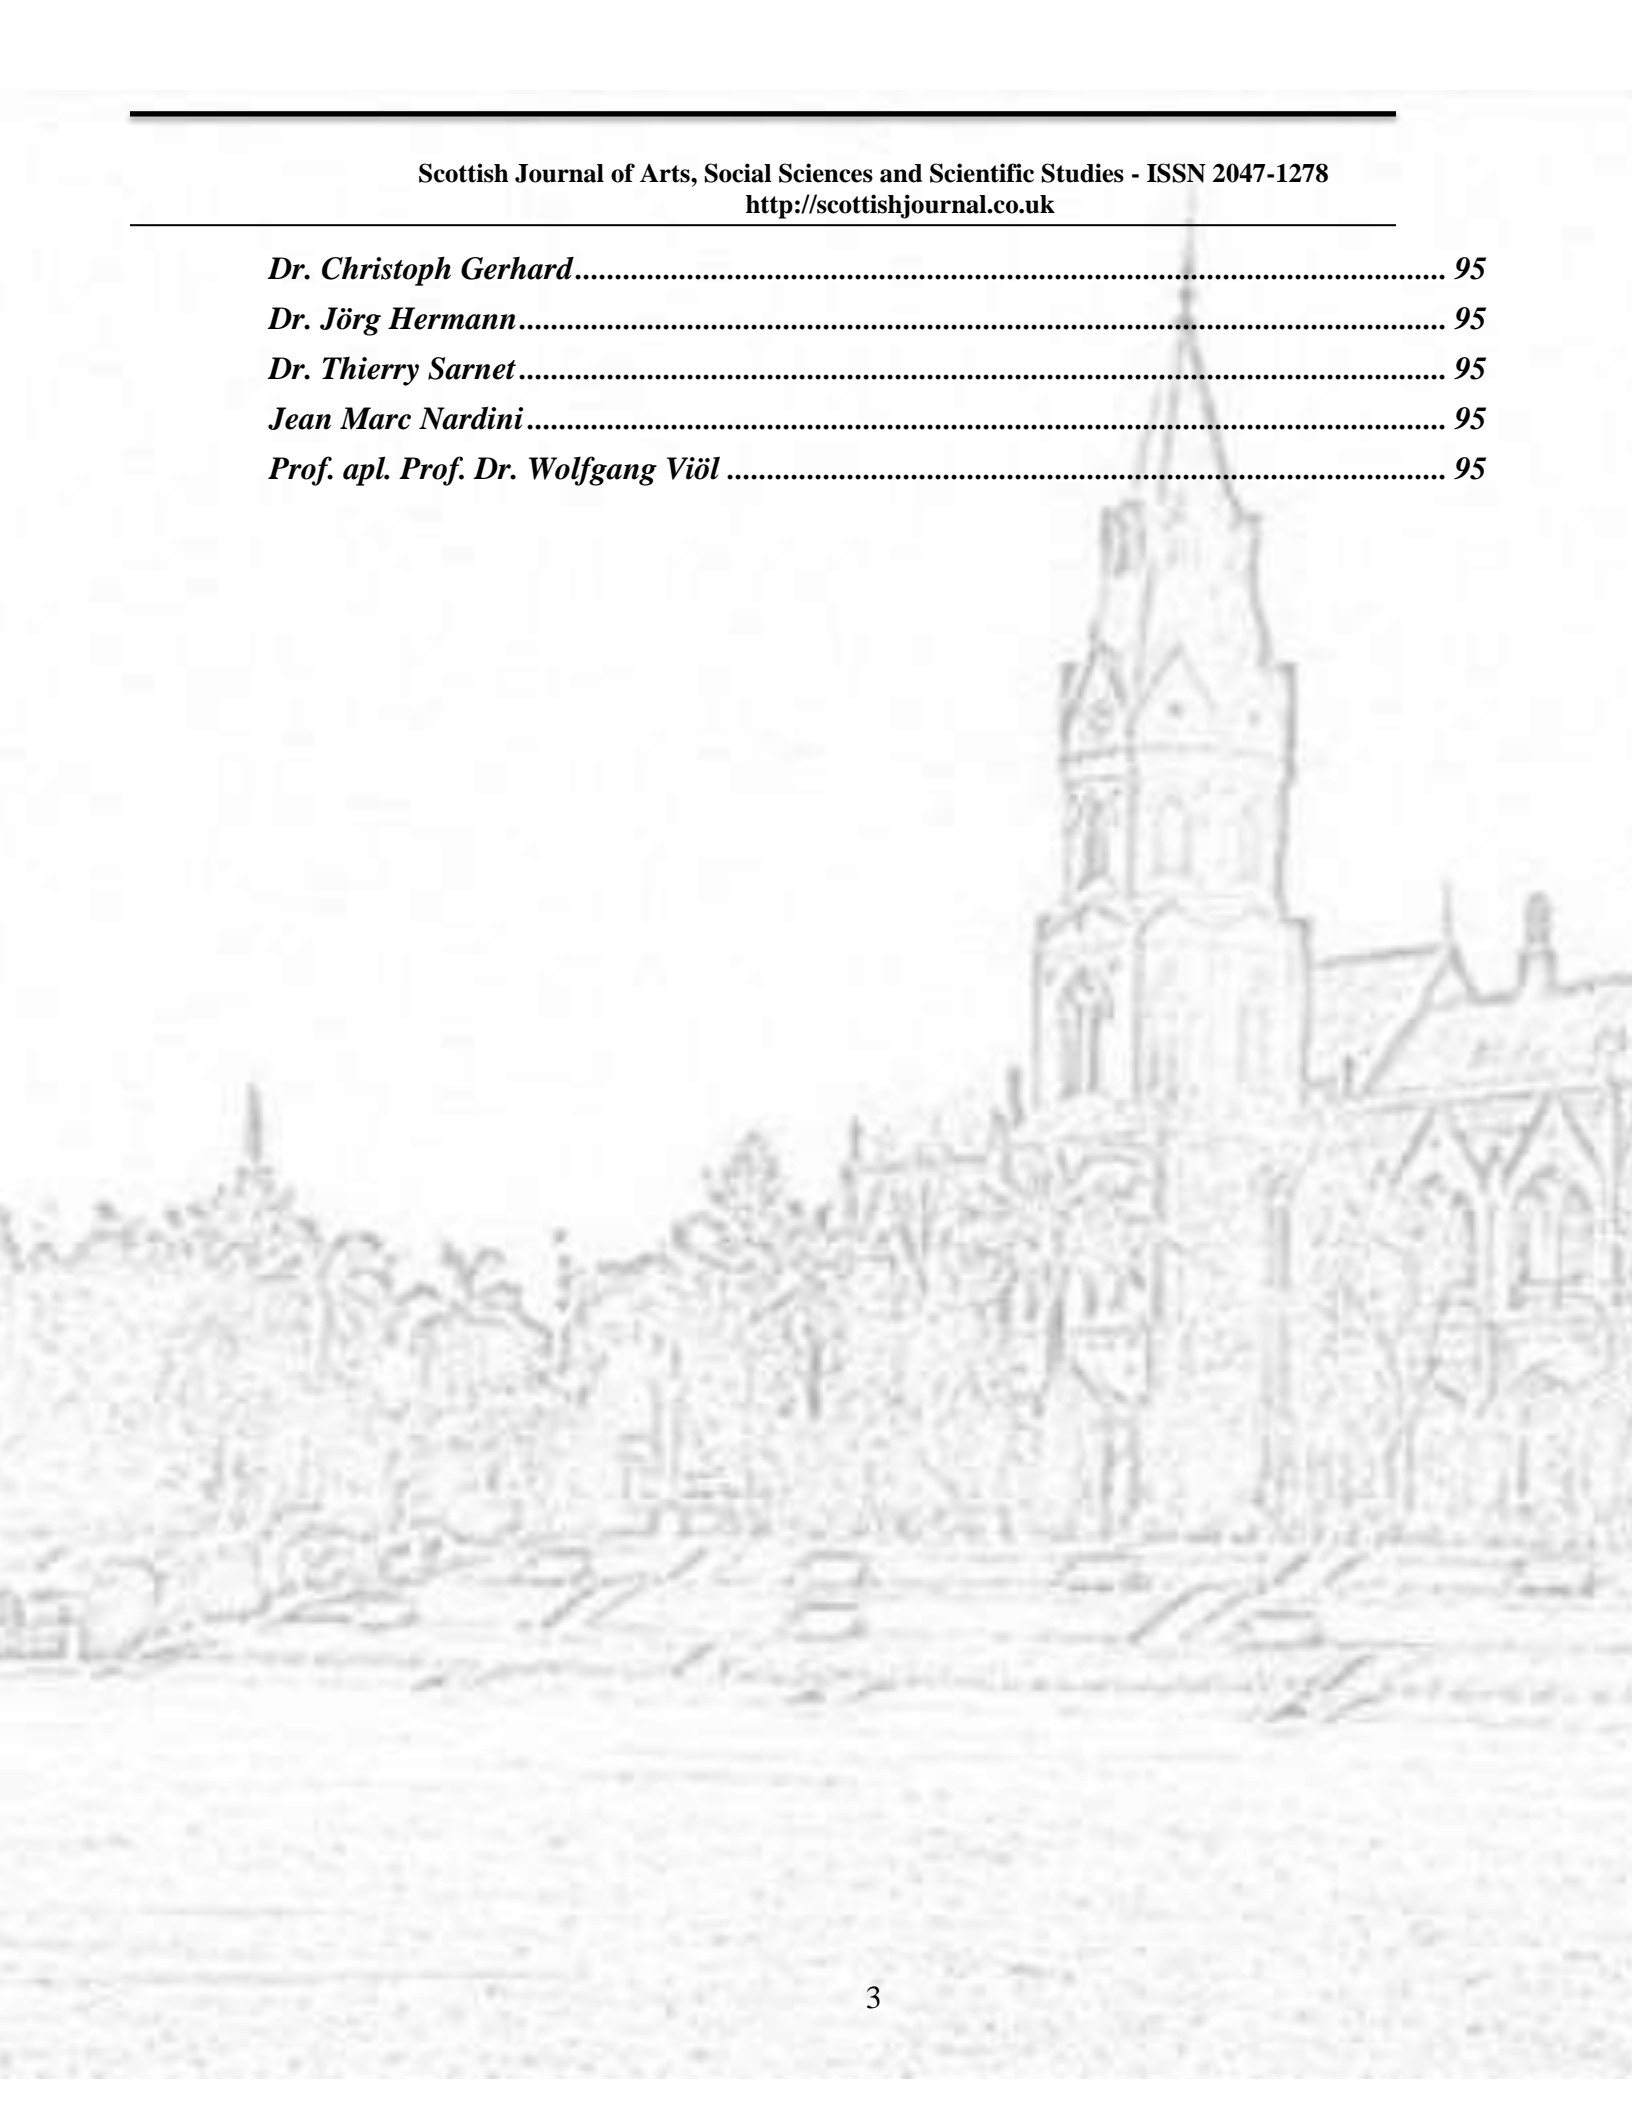 Scottish Journal of Arts, Social Sciences and Scientific Studies - ISSN 2047-1278
http://scottishjournal.co.uk
Dr. Christoph Gerhard............................................................................................................ 95
Dr. Jörg Hermann................................................................................................................... 95
Dr. Thierry Sarnet................................................................................................................... 95
Jean Marc Nardini.................................................................................................................. 95
Prof. apl. Prof. Dr. Wolfgang Viöl ......................................................................................... 95
3